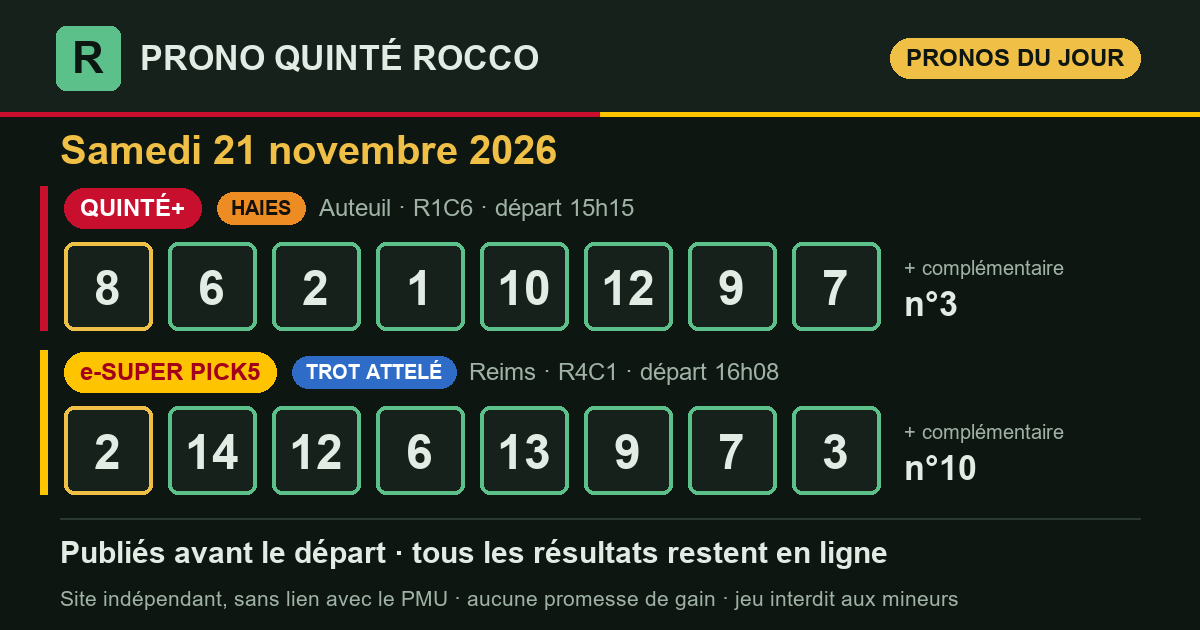 R PRONO QUINTÉ ROCCO PRONOS DU JOUR
Samedi 21 novembre 2026
QUINTÉ+ HAIES Auteuil · R1C6 · départ 15h15
8 6 2 1 10 12 9 7
+ complémentaire
n°3
e-SUPER PICK5 TROT ATTELÉ Reims · R4C1 · départ 16h08
2 14 12 6 13 9 7 3
+ complémentaire
n°10
Publiés avant le départ · tous les résultats restent en ligne
Site indépendant, sans lien avec le PMU · aucune promesse de gain · jeu interdit aux mineurs